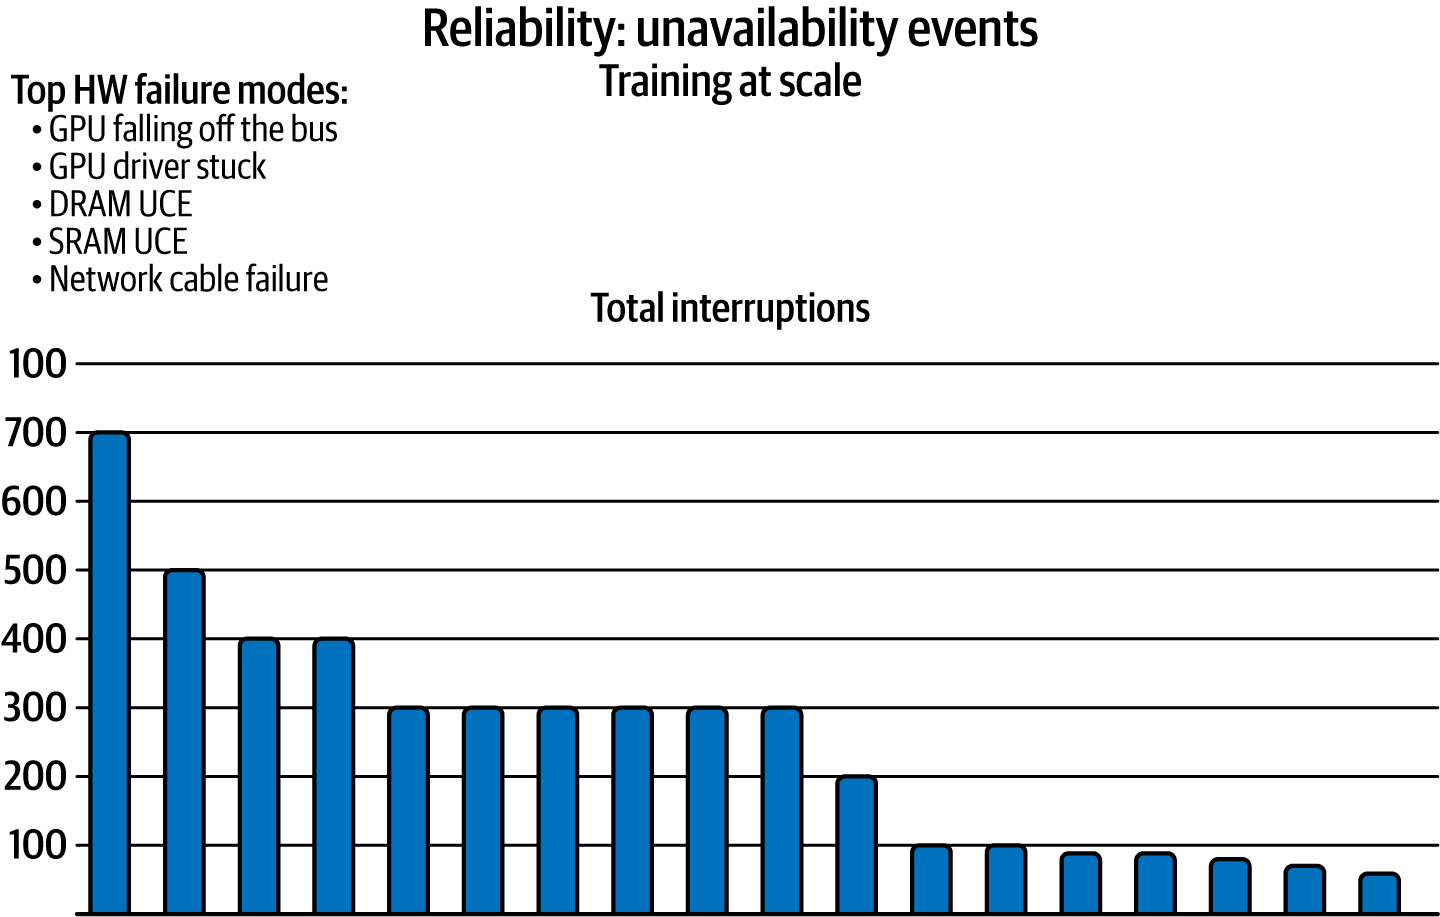 Reliability: unavailability events
Training at scale
Top HW failure modes:
• GPU falling off the bus
• GPU driver stuck
• DRAM UCE
• SRAM UCE
• Network cable failure
Total interruptions
100
700
600
500
400
300
200
100